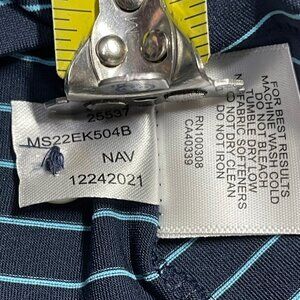 25537
MS22EK504B
NAV
12242021
FOR BEST RESULTS
MACHINE WASH COLD
DO NOT BLEACH
TUMBLE DRY LOW
NO FABRIC SOFTENERS
DO NOT DRY CLEAN
DO NOT IRON
RN100308
CA40339